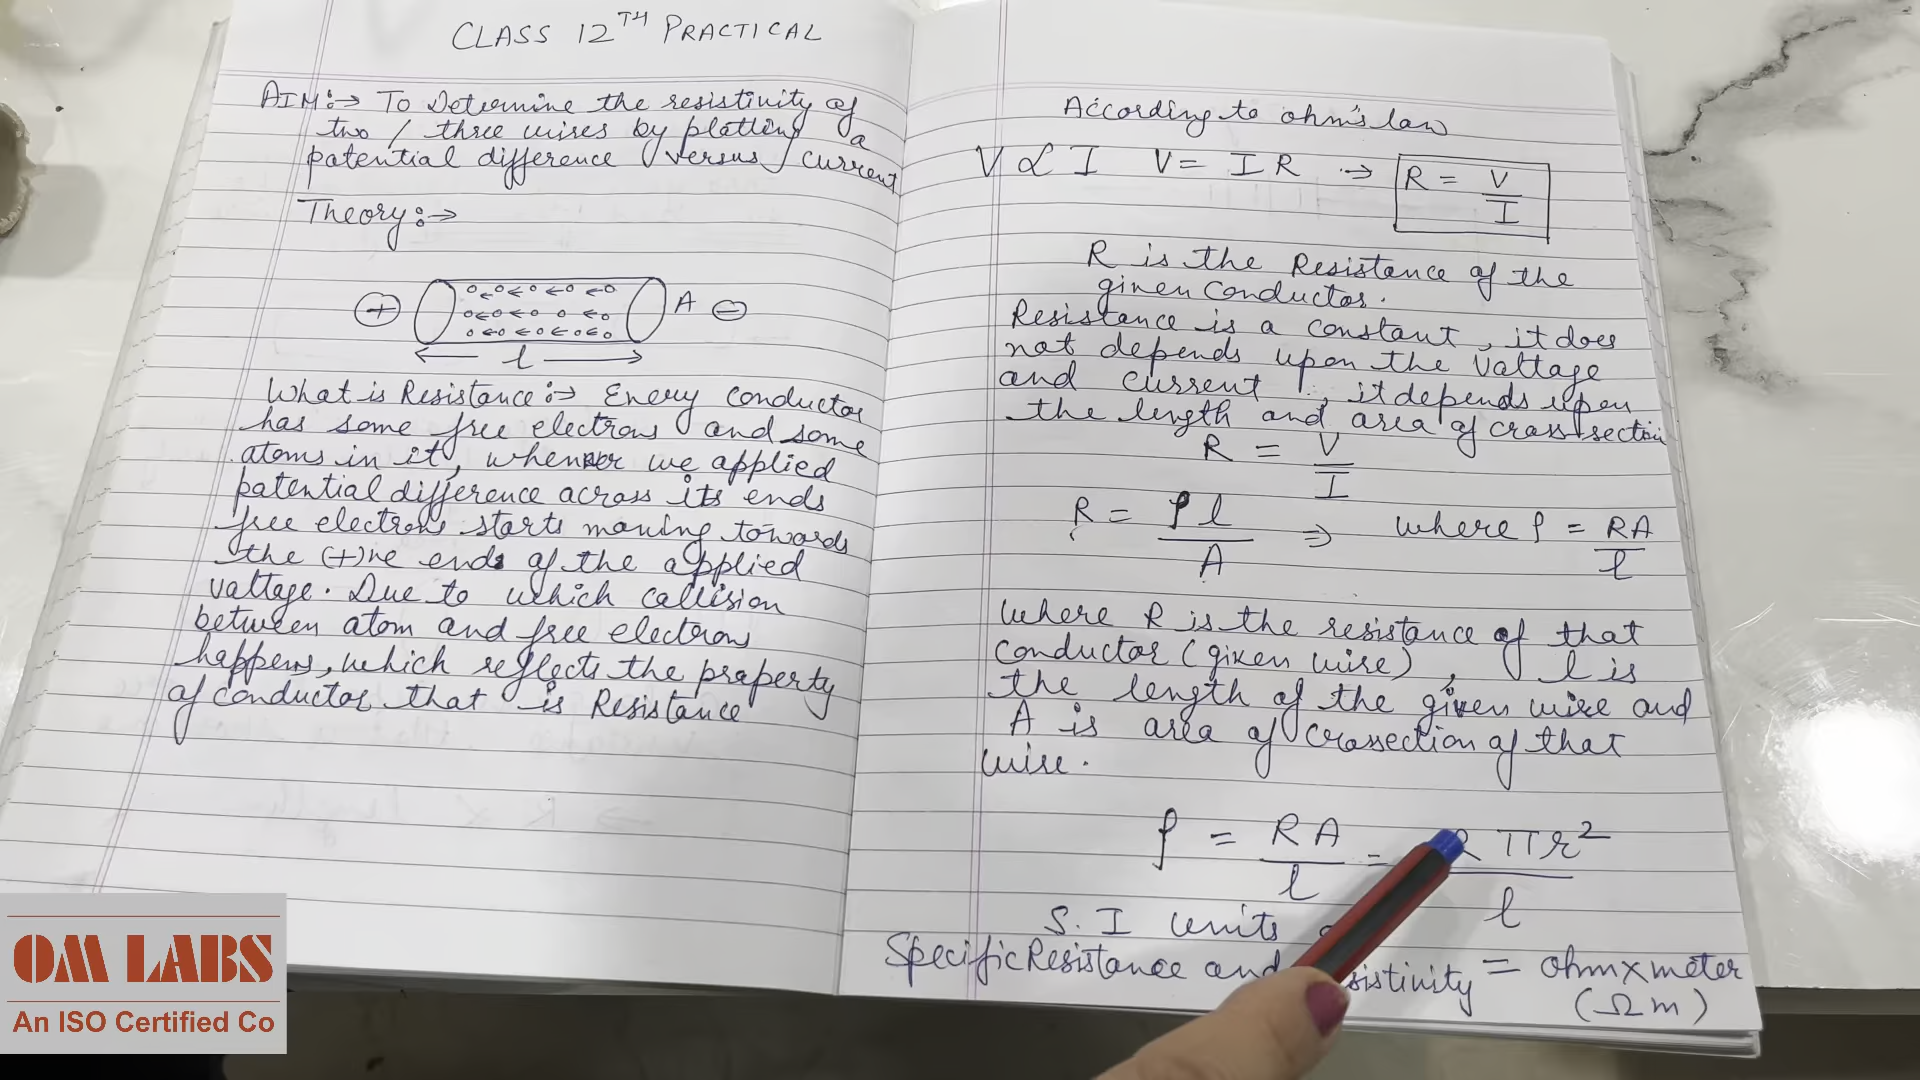 CLASS 12TH PRACTICAL
AIM:→ To Determine the resistivity of
two / three wires by plotting a
potential difference versus current
Theory:→
+ A −
l
What is Resistance:→ Every conductor
has some free electrons and some
atoms in it, whenever we applied
potential difference across its ends
free electrons starts moving towards
the (+)ve ends of the applied
voltage. Due to which collision
between atom and free electrons
happens, which reflects the property
of conductor that is Resistance
According to ohm's law
V ∝ I V = I R → R = V/I
R is the Resistance of the
given conductor.
Resistance is a constant, it does
not depends upon the voltage
and current, it depends upon
the length and area of cross section
R = V/I
R = ρl/A ⇒ where ρ = RA/l
where R is the resistance of that
conductor (given wire), l is
the length of the given wire and
A is area of crossection of that
wire.
ρ = RA/l = R πr²/l
S.I units
Specific Resistance and = ohm x meter
(Ωm)
OM LABS
An ISO Certified Co